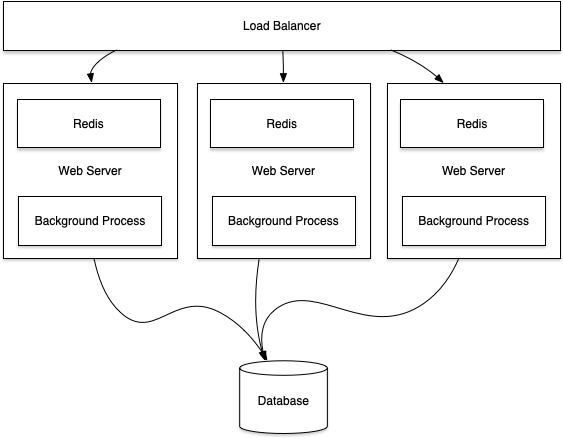 Load Balancer
Redis
Redis
Redis
Web Server
Web Server
Web Server
Background Process
Background Process
Background Process
Database